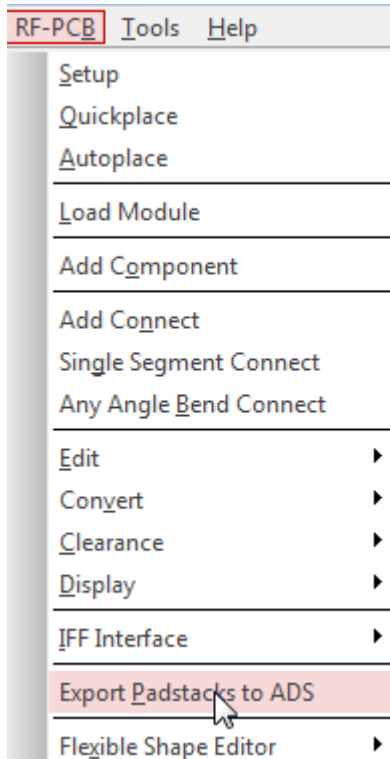 RF-PCB Tools Help
Setup
Quickplace
Autoplace
Load Module
Add Component
Add Connect
Single Segment Connect
Any Angle Bend Connect
Edit
Convert
Clearance
Display
IFF Interface
Export Padstacks to ADS
Flexible Shape Editor